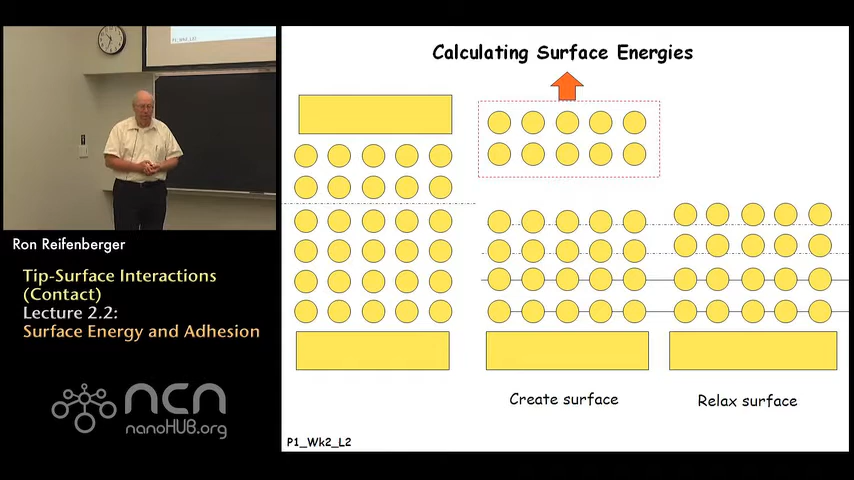 P1_Wk2_L2
Ron Reifenberger
Tip-Surface Interactions
(Contact)
Lecture 2.2:
Surface Energy and Adhesion
ncn
nanoHUB.org
Calculating Surface Energies
Create surface
Relax surface
P1_Wk2_L2